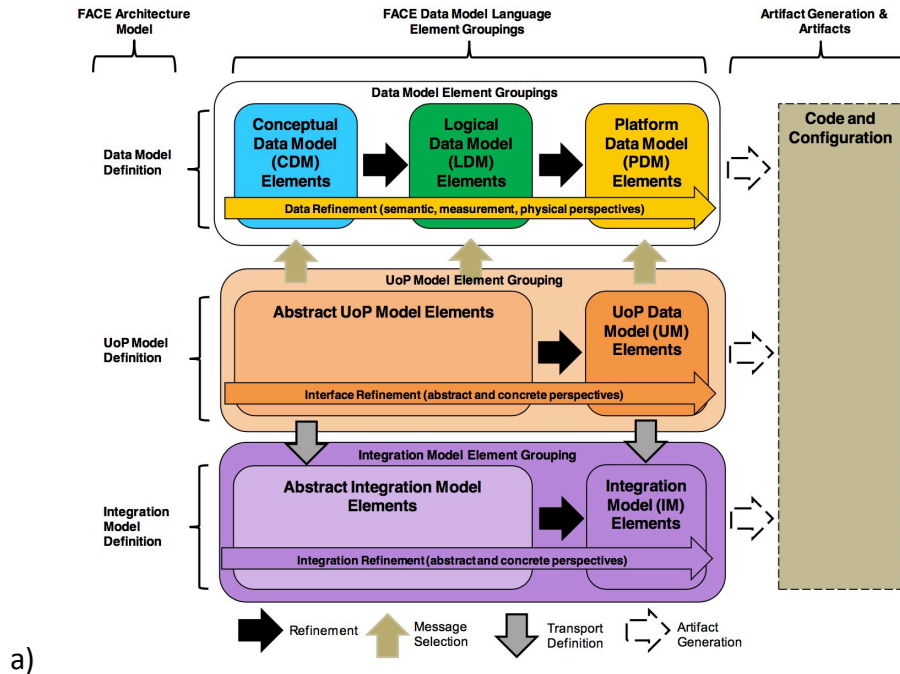 FACE Architecture
Model
FACE Data Model Language
Element Groupings
Artifact Generation &
Artifacts
Data Model Element Groupings
Data Model
Definition
Conceptual
Data Model
(CDM)
Elements
Logical
Data Model
(LDM)
Elements
Platform
Data Model
(PDM)
Elements
Code and
Configuration
Data Refinement (semantic, measurement, physical perspectives)
UoP Model Element Grouping
UoP Model
Definition
Abstract UoP Model Elements
UoP Data
Model (UM)
Elements
Interface Refinement (abstract and concrete perspectives)
Integration Model Element Grouping
Integration
Model
Definition
Abstract Integration Model
Elements
Integration
Model (IM)
Elements
Integration Refinement (abstract and concrete perspectives)
Refinement
Message
Selection
Transport
Definition
Artifact
Generation
a)